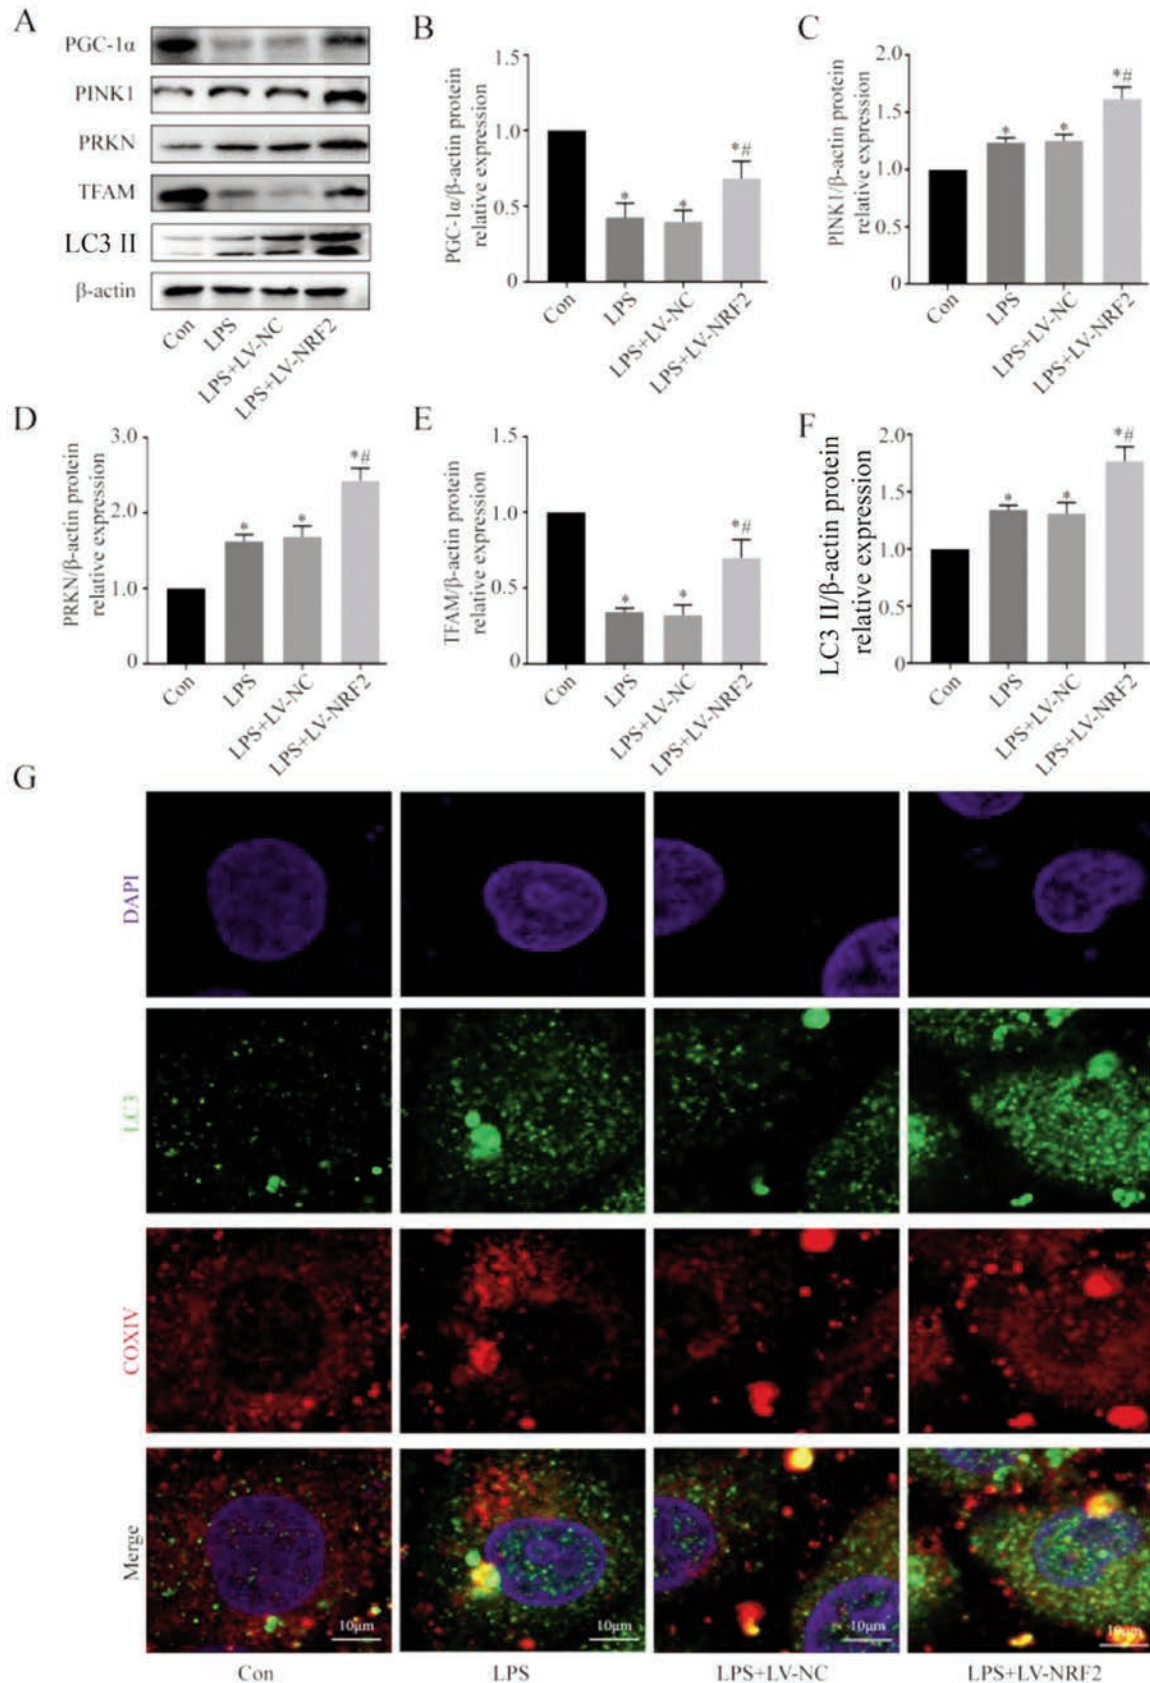 A
PGC-1α
PINK1
PRKN
TFAM
LC3 II
β-actin
Con
LPS
LPS+LV-NC
LPS+LV-NRF2
B
PGC-1α/β-actin protein
relative expression
1.5
1.0
0.5
0
*
*
*#
Con
LPS
LPS+LV-NC
LPS+LV-NRF2
C
PINK1/β-actin protein
relative expression
2.0
1.5
1.0
0.5
0
*
*
*#
Con
LPS
LPS+LV-NC
LPS+LV-NRF2
D
PRKN/β-actin protein
relative expression
3.0
2.0
1.0
0
*
*
*#
Con
LPS
LPS+LV-NC
LPS+LV-NRF2
E
TFAM/β-actin protein
relative expression
1.5
1.0
0.5
0
*
*
*#
Con
LPS
LPS+LV-NC
LPS+LV-NRF2
F
LC3 II/β-actin protein
relative expression
2.0
1.5
1.0
0.5
0
*
*
*#
Con
LPS
LPS+LV-NC
LPS+LV-NRF2
G
DAPI
LC3
COXIV
Merge
10μm
10μm
10μm
10μm
Con
LPS
LPS+LV-NC
LPS+LV-NRF2